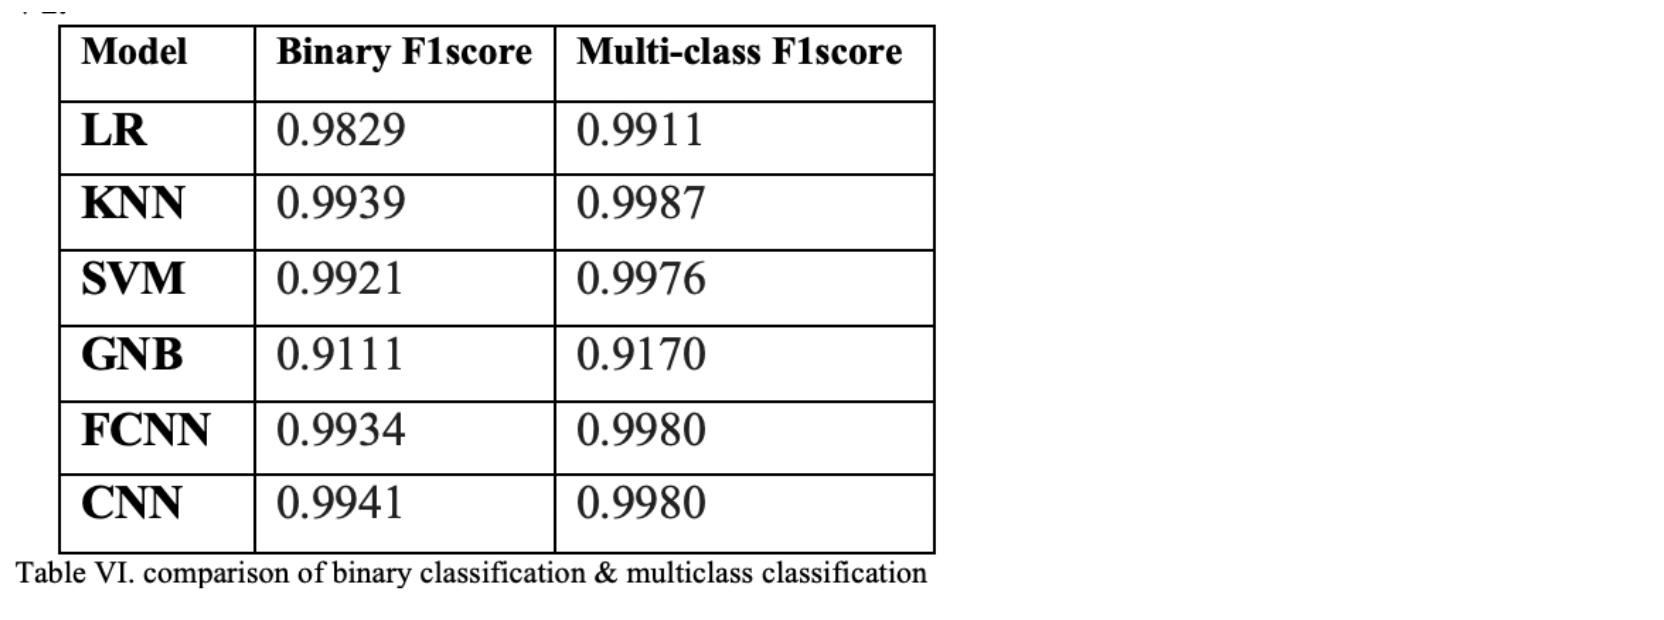 Model Binary F1score Multi-class F1score
LR 0.9829 0.9911
KNN 0.9939 0.9987
SVM 0.9921 0.9976
GNB 0.9111 0.9170
FCNN 0.9934 0.9980
CNN 0.9941 0.9980
Table VI. comparison of binary classification & multiclass classification